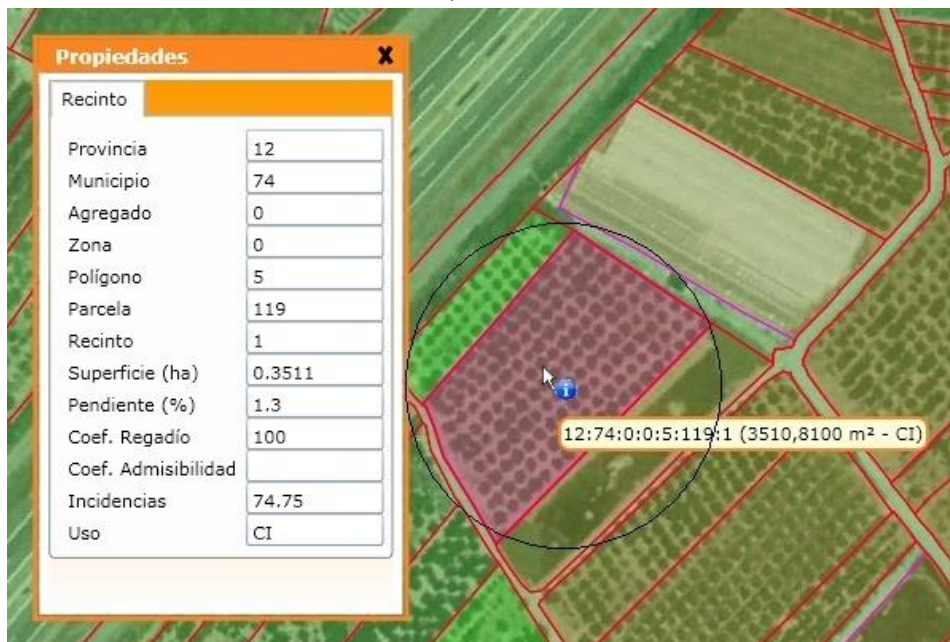 Propiedades X
Recinto
Provincia 12
Municipio 74
Agregado 0
Zona 0
Polígono 5
Parcela 119
Recinto 1
Superficie (ha) 0.3511
Pendiente (%) 1.3
Coef. Regadío 100
Coef. Admisibilidad
Incidencias 74.75
Uso CI
12:74:0:0:5:119:1 (3510,8100 m² - CI)